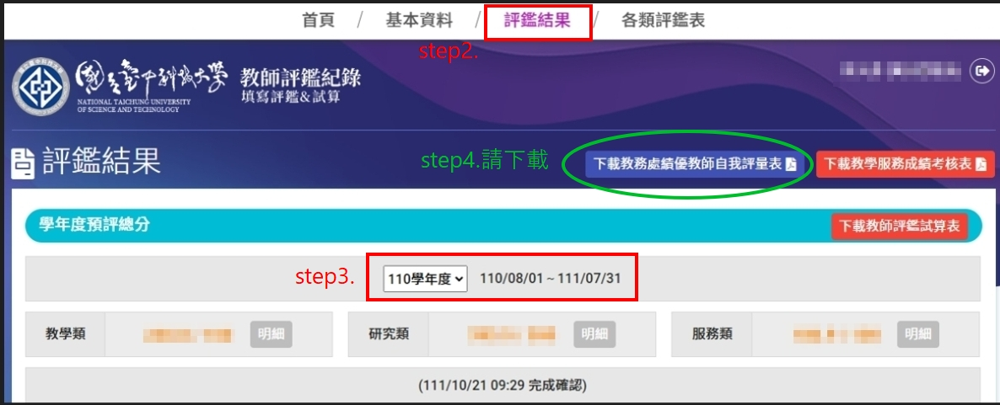 首頁 / 基本資料 / 評鑑結果 / 各類評鑑表
step2.
國立臺中科技大學
NATIONAL TAICHUNG UNIVERSITY
OF SCIENCE AND TECHNOLOGY
教師評鑑紀錄
填寫評鑑&試算
評鑑結果
step4.請下載
下載教務處績優教師自我評量表
下載教學服務成績考核表
學年度預評總分
下載教師評鑑試算表
step3.
110學年度
110/08/01 ~ 111/07/31
教學類 明細
研究類 明細
服務類 明細
(111/10/21 09:29 完成確認)